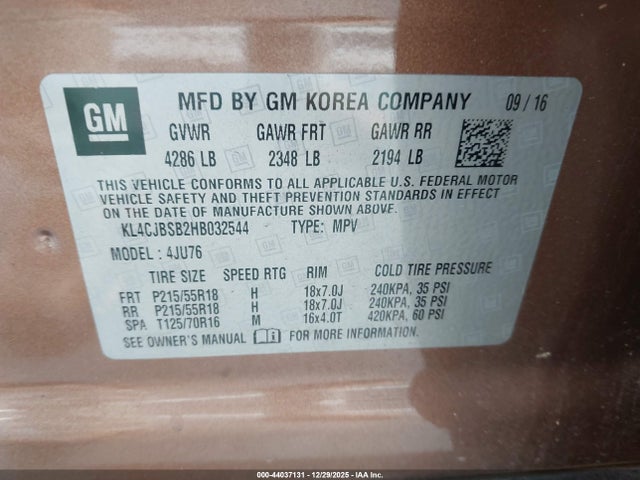 GM
MFD BY GM KOREA COMPANY 09/16
GVWR GAWR FRT GAWR RR
4286 LB 2348 LB 2194 LB
THIS VEHICLE CONFORMS TO ALL APPLICABLE U.S. FEDERAL MOTOR
VEHICLE SAFETY AND THEFT PREVENTION STANDARDS IN EFFECT
ON THE DATE OF MANUFACTURE SHOWN ABOVE.
KL4CJBSB2HB032544 TYPE: MPV
MODEL: 4JU76
TIRE SIZE SPEED RTG RIM COLD TIRE PRESSURE
FRT P215/55R18 H 18x7.0J 240KPA, 35 PSI
RR P215/55R18 H 18x7.0J 240KPA, 35 PSI
SPA T125/70R16 M 16x4.0T 420KPA, 60 PSI
SEE OWNER'S MANUAL FOR MORE INFORMATION
000-44037131 - 12/29/2025 - IAA Inc.